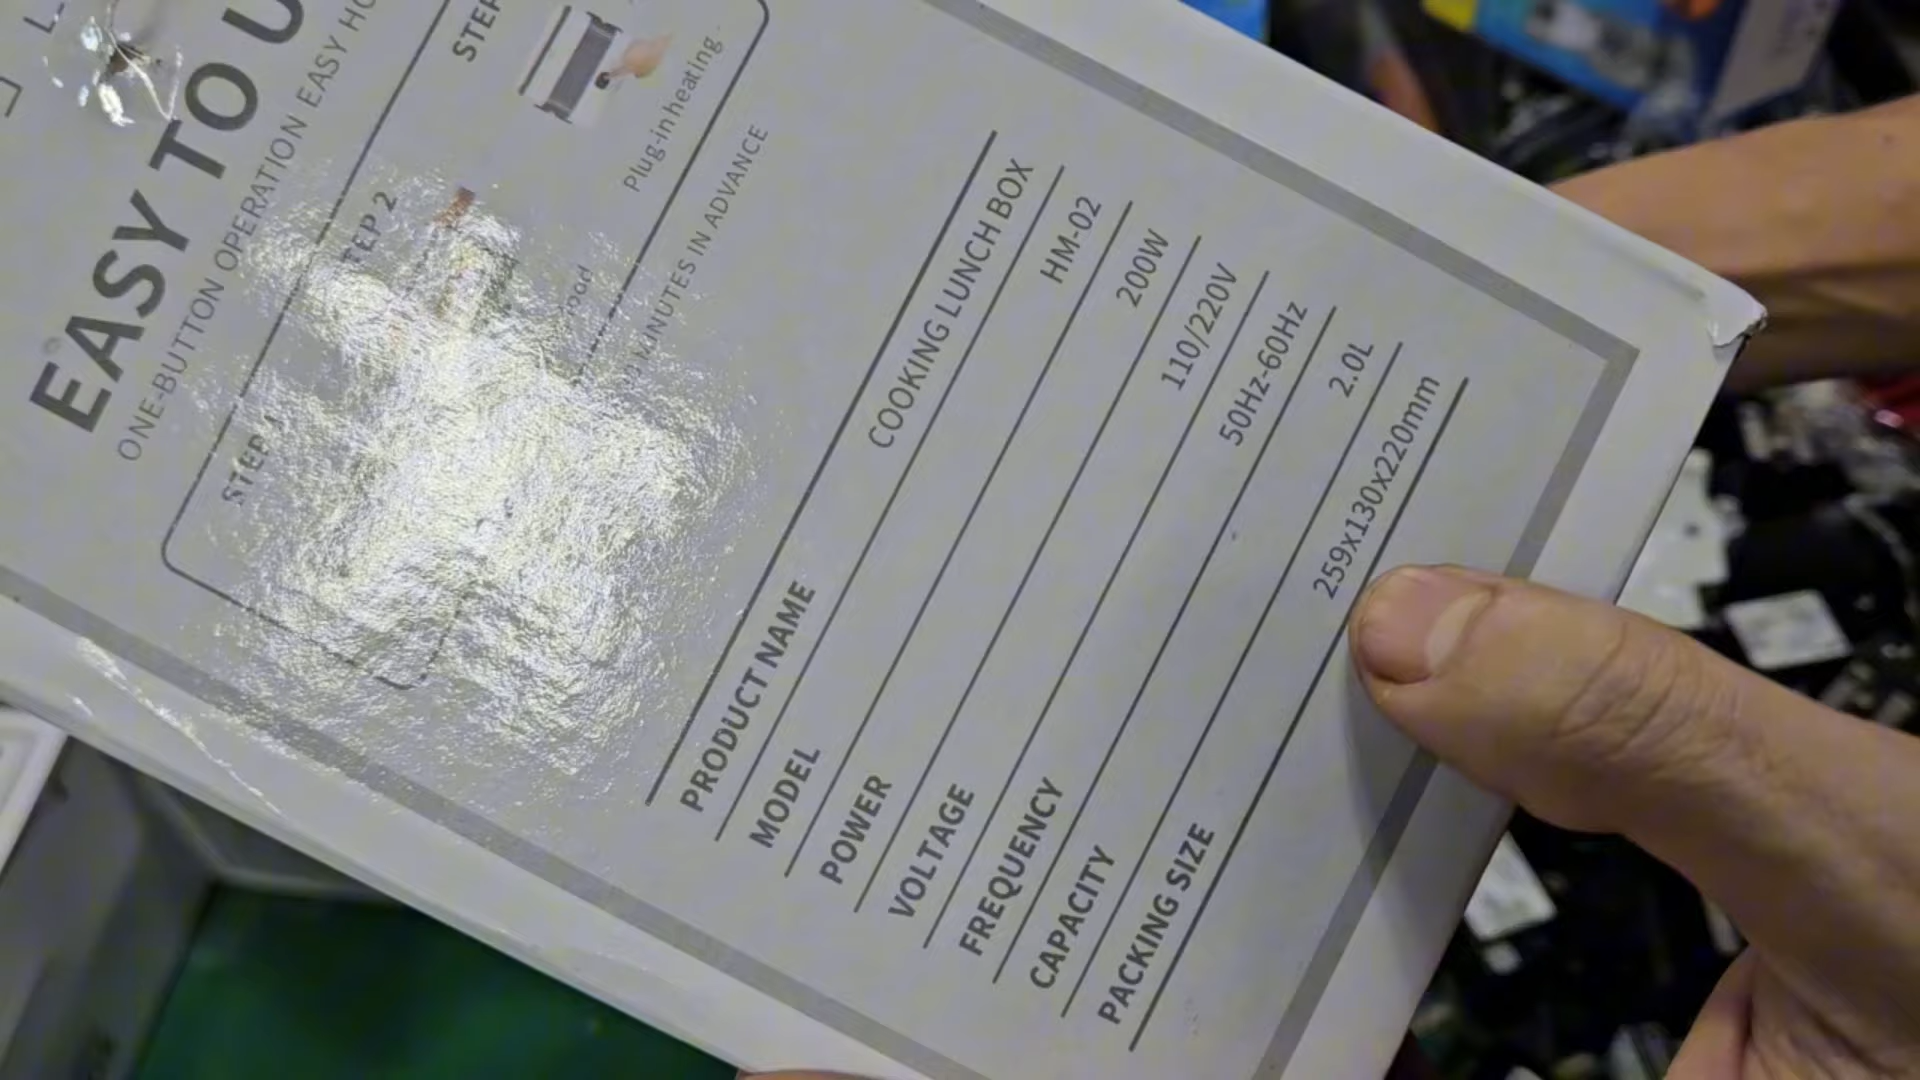 EASY TO U
ONE-BUTTON OPERATION EASY HO
STEP 1
STEP 2
STEP
Plug-in heating
MINUTES IN ADVANCE
PRODUCT NAME COOKING LUNCH BOX
MODEL HM-02
POWER 200W
VOLTAGE 110/220V
FREQUENCY 50Hz-60Hz
CAPACITY 2.0L
PACKING SIZE 259x130x220mm